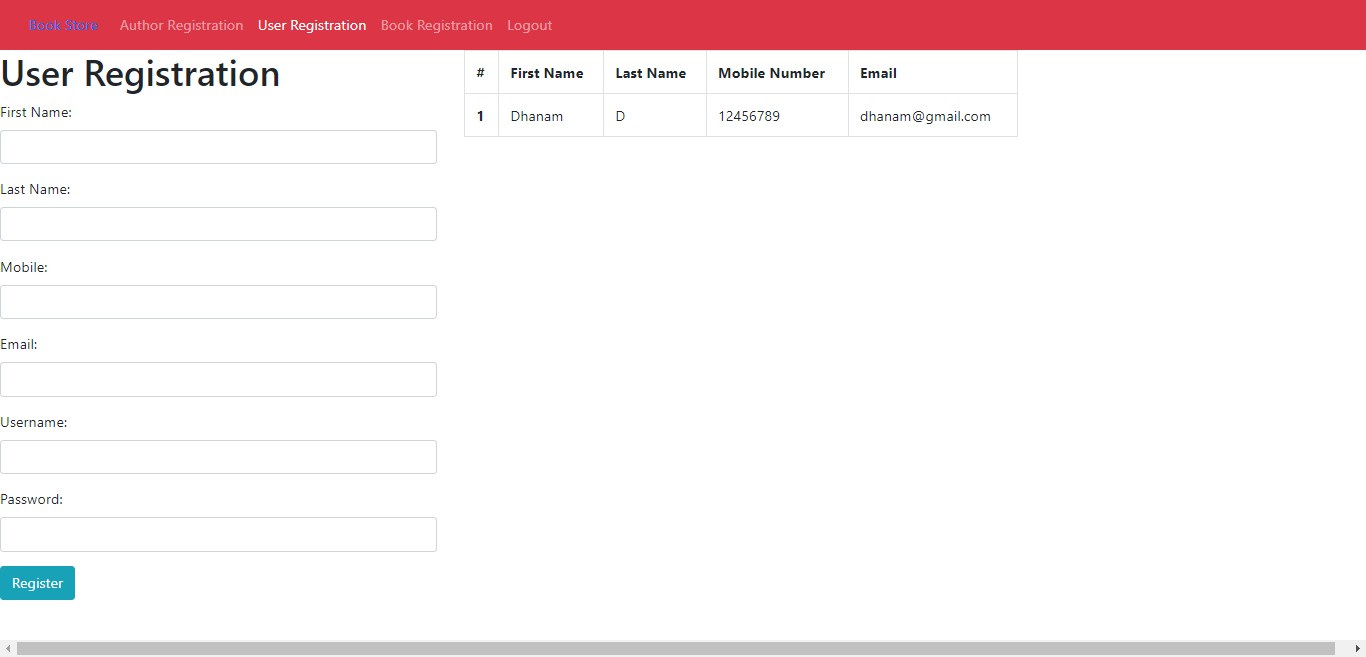 Book Store Author Registration User Registration Book Registration Logout
User Registration
First Name:
Last Name:
Mobile:
Email:
Username:
Password:
Register
# First Name Last Name Mobile Number Email
1 Dhanam D 12456789 dhanam@gmail.com